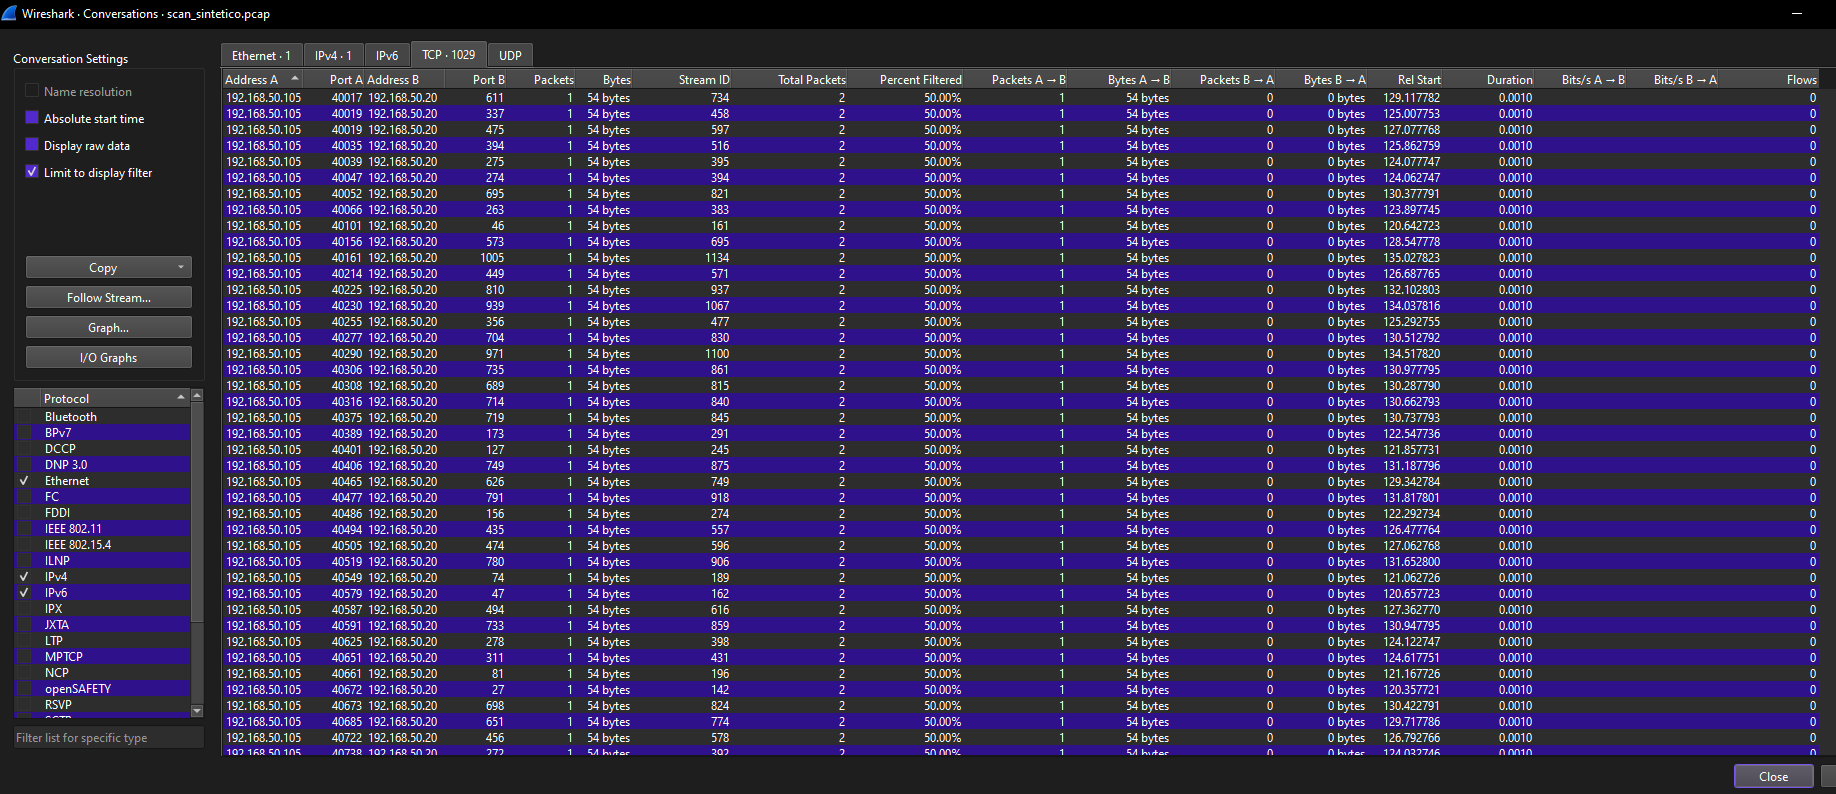 Wireshark · Conversations · scan_sintetico.pcap
Conversation Settings
Name resolution
Absolute start time
Display raw data
Limit to display filter
Copy
Follow Stream...
Graph...
I/O Graphs
Protocol
Bluetooth
BPv7
DCCP
DNP 3.0
Ethernet
FC
FDDI
IEEE 802.11
IEEE 802.15.4
ILNP
IPv4
IPv6
IPX
JXTA
LTP
MPTCP
NCP
openSAFETY
RSVP
SCTP
Filter list for specific type
Ethernet · 1 IPv4 · 1 IPv6 TCP · 1029 UDP
Address A Port A Address B Port B Packets Bytes Stream ID Total Packets Percent Filtered Packets A → B Bytes A → B Packets B → A Bytes B → A Rel Start Duration Bits/s A → B Bits/s B → A Flows
192.168.50.105 40017 192.168.50.20 611 1 54 bytes 734 2 50.00% 1 54 bytes 0 0 bytes 129.117782 0.0010 0
192.168.50.105 40019 192.168.50.20 337 1 54 bytes 458 2 50.00% 1 54 bytes 0 0 bytes 125.007753 0.0010 0
192.168.50.105 40019 192.168.50.20 475 1 54 bytes 597 2 50.00% 1 54 bytes 0 0 bytes 127.077768 0.0010 0
192.168.50.105 40035 192.168.50.20 394 1 54 bytes 516 2 50.00% 1 54 bytes 0 0 bytes 125.862759 0.0010 0
192.168.50.105 40039 192.168.50.20 275 1 54 bytes 395 2 50.00% 1 54 bytes 0 0 bytes 124.077747 0.0010 0
192.168.50.105 40047 192.168.50.20 274 1 54 bytes 394 2 50.00% 1 54 bytes 0 0 bytes 124.062747 0.0010 0
192.168.50.105 40052 192.168.50.20 695 1 54 bytes 821 2 50.00% 1 54 bytes 0 0 bytes 130.377791 0.0010 0
192.168.50.105 40066 192.168.50.20 263 1 54 bytes 383 2 50.00% 1 54 bytes 0 0 bytes 123.897745 0.0010 0
192.168.50.105 40101 192.168.50.20 46 1 54 bytes 161 2 50.00% 1 54 bytes 0 0 bytes 120.642723 0.0010 0
192.168.50.105 40156 192.168.50.20 573 1 54 bytes 695 2 50.00% 1 54 bytes 0 0 bytes 128.547778 0.0010 0
192.168.50.105 40161 192.168.50.20 1005 1 54 bytes 1134 2 50.00% 1 54 bytes 0 0 bytes 135.027823 0.0010 0
192.168.50.105 40214 192.168.50.20 449 1 54 bytes 571 2 50.00% 1 54 bytes 0 0 bytes 126.687765 0.0010 0
192.168.50.105 40225 192.168.50.20 810 1 54 bytes 937 2 50.00% 1 54 bytes 0 0 bytes 132.102803 0.0010 0
192.168.50.105 40230 192.168.50.20 939 1 54 bytes 1067 2 50.00% 1 54 bytes 0 0 bytes 134.037816 0.0010 0
192.168.50.105 40255 192.168.50.20 356 1 54 bytes 477 2 50.00% 1 54 bytes 0 0 bytes 125.292755 0.0010 0
192.168.50.105 40277 192.168.50.20 704 1 54 bytes 830 2 50.00% 1 54 bytes 0 0 bytes 130.512792 0.0010 0
192.168.50.105 40290 192.168.50.20 971 1 54 bytes 1100 2 50.00% 1 54 bytes 0 0 bytes 134.517820 0.0010 0
192.168.50.105 40306 192.168.50.20 735 1 54 bytes 861 2 50.00% 1 54 bytes 0 0 bytes 130.977795 0.0010 0
192.168.50.105 40308 192.168.50.20 689 1 54 bytes 815 2 50.00% 1 54 bytes 0 0 bytes 130.287790 0.0010 0
192.168.50.105 40316 192.168.50.20 714 1 54 bytes 840 2 50.00% 1 54 bytes 0 0 bytes 130.662793 0.0010 0
192.168.50.105 40375 192.168.50.20 719 1 54 bytes 845 2 50.00% 1 54 bytes 0 0 bytes 130.737793 0.0010 0
192.168.50.105 40389 192.168.50.20 173 1 54 bytes 291 2 50.00% 1 54 bytes 0 0 bytes 122.547736 0.0010 0
192.168.50.105 40401 192.168.50.20 127 1 54 bytes 245 2 50.00% 1 54 bytes 0 0 bytes 121.857731 0.0010 0
192.168.50.105 40406 192.168.50.20 749 1 54 bytes 875 2 50.00% 1 54 bytes 0 0 bytes 131.187796 0.0010 0
192.168.50.105 40465 192.168.50.20 626 1 54 bytes 749 2 50.00% 1 54 bytes 0 0 bytes 129.342784 0.0010 0
192.168.50.105 40477 192.168.50.20 791 1 54 bytes 918 2 50.00% 1 54 bytes 0 0 bytes 131.817801 0.0010 0
192.168.50.105 40486 192.168.50.20 156 1 54 bytes 274 2 50.00% 1 54 bytes 0 0 bytes 122.292734 0.0010 0
192.168.50.105 40494 192.168.50.20 435 1 54 bytes 557 2 50.00% 1 54 bytes 0 0 bytes 126.477764 0.0010 0
192.168.50.105 40505 192.168.50.20 474 1 54 bytes 596 2 50.00% 1 54 bytes 0 0 bytes 127.062768 0.0010 0
192.168.50.105 40519 192.168.50.20 780 1 54 bytes 906 2 50.00% 1 54 bytes 0 0 bytes 131.652800 0.0010 0
192.168.50.105 40549 192.168.50.20 74 1 54 bytes 189 2 50.00% 1 54 bytes 0 0 bytes 121.062726 0.0010 0
192.168.50.105 40579 192.168.50.20 47 1 54 bytes 162 2 50.00% 1 54 bytes 0 0 bytes 120.657723 0.0010 0
192.168.50.105 40587 192.168.50.20 494 1 54 bytes 616 2 50.00% 1 54 bytes 0 0 bytes 127.362770 0.0010 0
192.168.50.105 40591 192.168.50.20 733 1 54 bytes 859 2 50.00% 1 54 bytes 0 0 bytes 130.947795 0.0010 0
192.168.50.105 40625 192.168.50.20 278 1 54 bytes 398 2 50.00% 1 54 bytes 0 0 bytes 124.122747 0.0010 0
192.168.50.105 40651 192.168.50.20 311 1 54 bytes 431 2 50.00% 1 54 bytes 0 0 bytes 124.617751 0.0010 0
192.168.50.105 40661 192.168.50.20 81 1 54 bytes 196 2 50.00% 1 54 bytes 0 0 bytes 121.167726 0.0010 0
192.168.50.105 40672 192.168.50.20 27 1 54 bytes 142 2 50.00% 1 54 bytes 0 0 bytes 120.357721 0.0010 0
192.168.50.105 40673 192.168.50.20 698 1 54 bytes 824 2 50.00% 1 54 bytes 0 0 bytes 130.422791 0.0010 0
192.168.50.105 40685 192.168.50.20 651 1 54 bytes 774 2 50.00% 1 54 bytes 0 0 bytes 129.717786 0.0010 0
192.168.50.105 40722 192.168.50.20 456 1 54 bytes 578 2 50.00% 1 54 bytes 0 0 bytes 126.792766 0.0010 0
192.168.50.105 40738 192.168.50.20 272 1 54 bytes 392 2 50.00% 1 54 bytes 0 0 bytes 124.032746 0.0010 0
Close